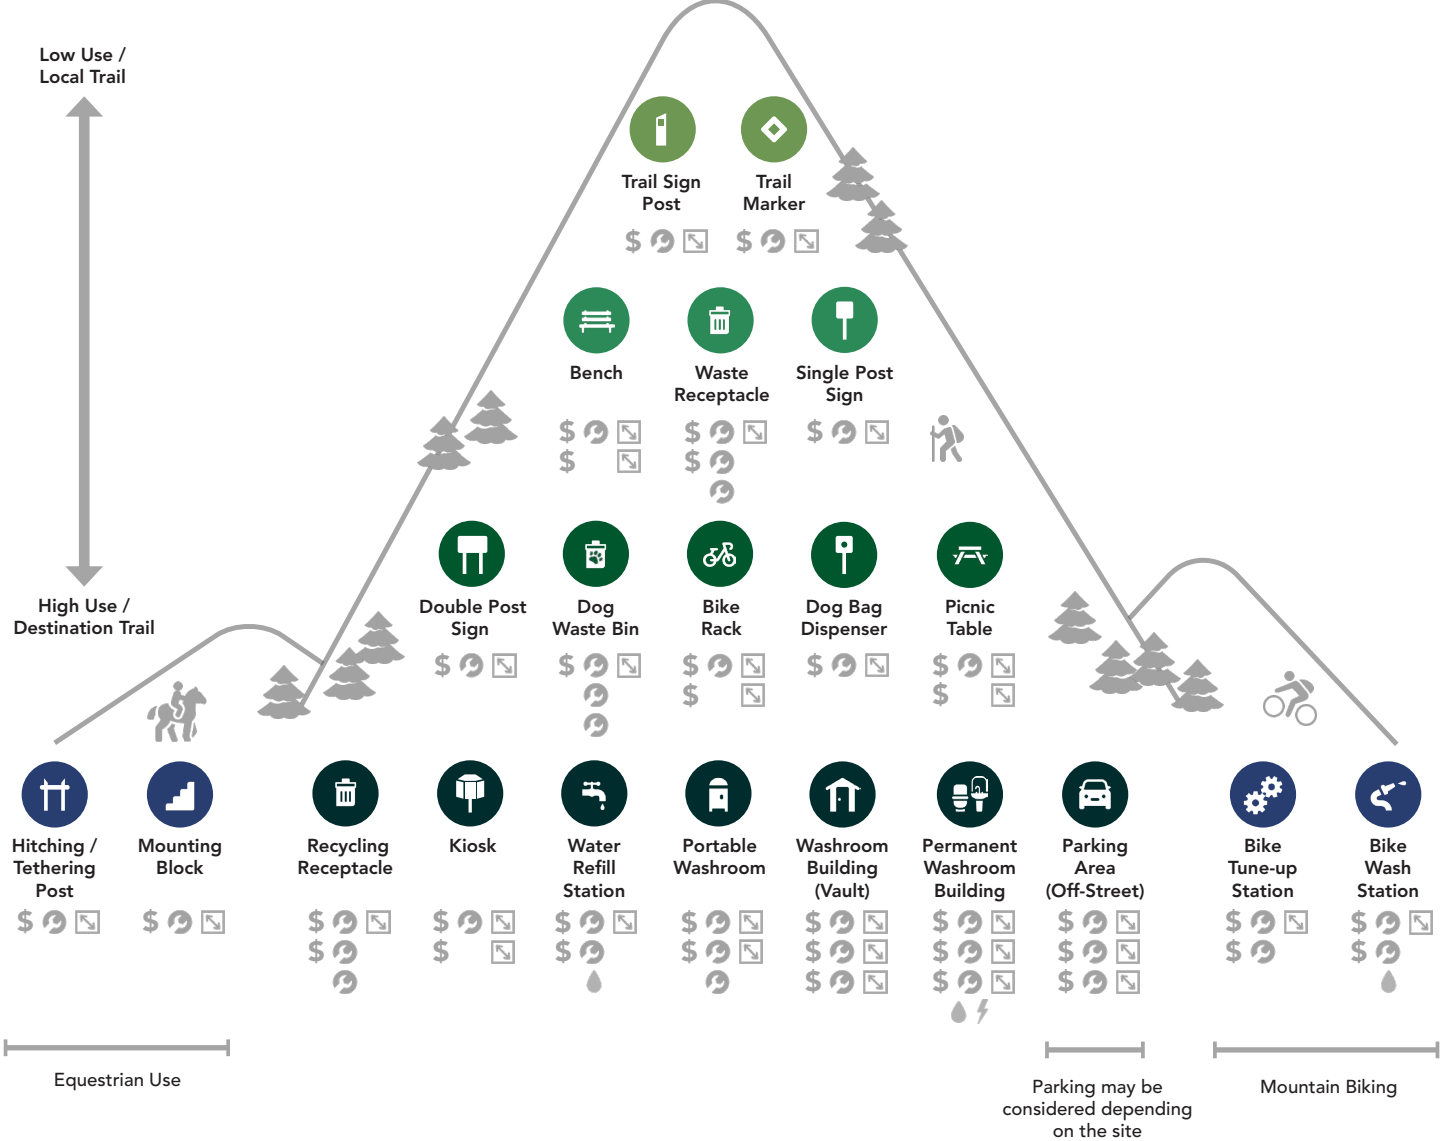 Low Use /
Local Trail
High Use /
Destination Trail
Trail Sign
Post
Trail
Marker
$ $
Bench
Waste
Receptacle
Single Post
Sign
$ $ $
$ $
Double Post
Sign
Dog
Waste Bin
Bike
Rack
Dog Bag
Dispenser
Picnic
Table
$ $ $ $ $
$ $
Hitching /
Tethering
Post
Mounting
Block
Recycling
Receptacle
Kiosk
Water
Refill
Station
Portable
Washroom
Washroom
Building
(Vault)
Permanent
Washroom
Building
Parking
Area
(Off-Street)
Bike
Tune-up
Station
Bike
Wash
Station
$ $ $ $ $ $ $ $ $ $ $
$ $ $ $ $ $ $ $ $
$ $ $
Equestrian Use
Parking may be
considered depending
on the site
Mountain Biking